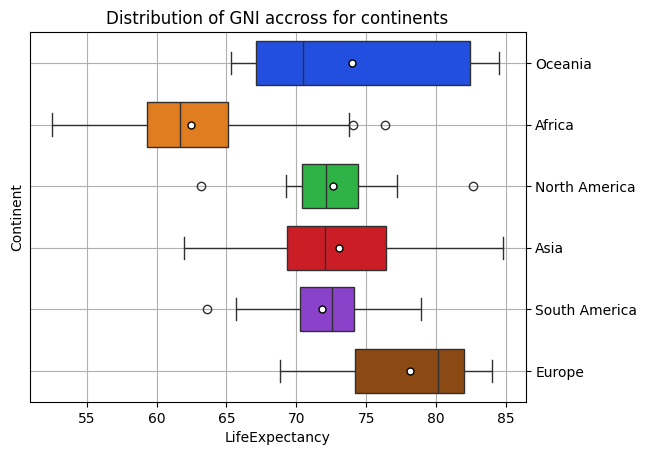 Distribution of GNI accross for continents
Continent
Oceania
Africa
North America
Asia
South America
Europe
55 60 65 70 75 80 85
LifeExpectancy